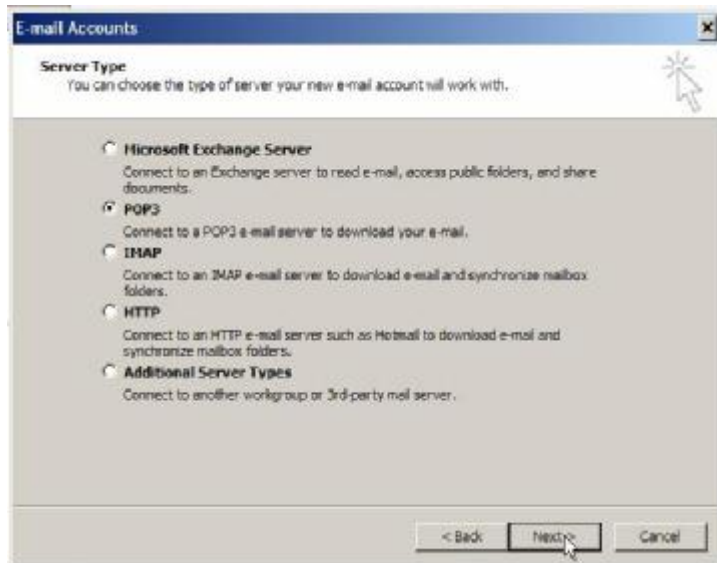 E-mail Accounts
Server Type
You can choose the type of server your new e-mail account will work with.
Microsoft Exchange Server
Connect to an Exchange server to read e-mail, access public folders, and share
documents.
POP3
Connect to a POP3 e-mail server to download your e-mail.
IMAP
Connect to an IMAP e-mail server to download e-mail and synchronize mailbox
folders.
HTTP
Connect to an HTTP e-mail server such as Hotmail to download e-mail and
synchronize mailbox folders.
Additional Server Types
Connect to another workgroup or 3rd-party mail server.
< Back Next > Cancel